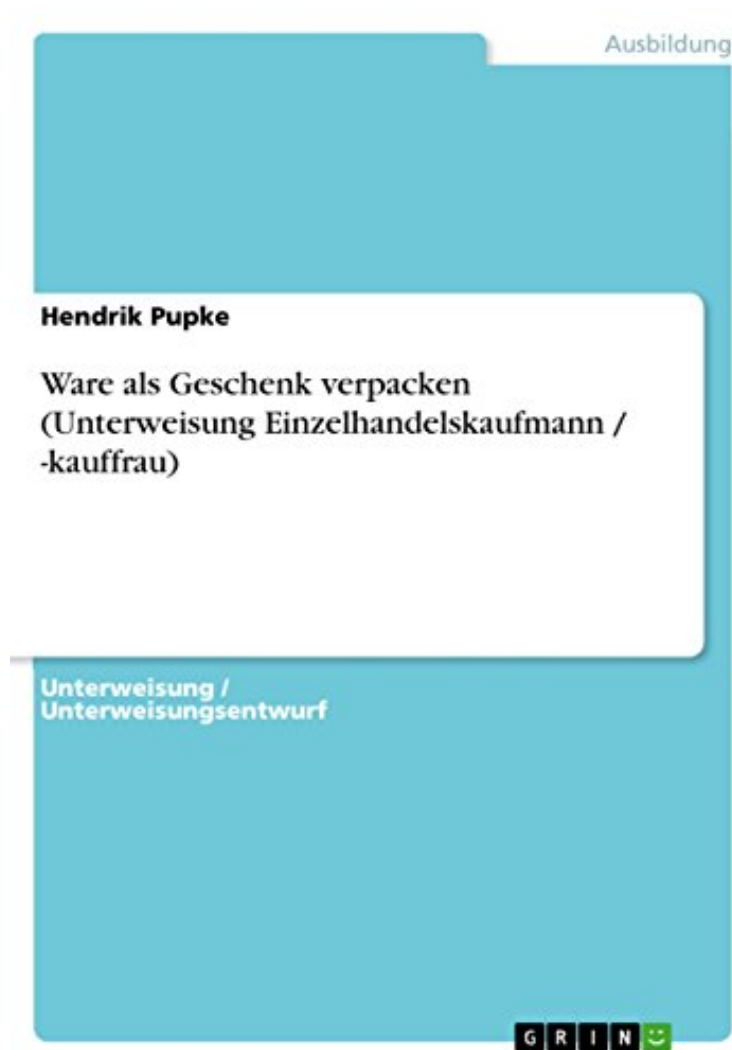 Ausbildung
Hendrik Pupke
Ware als Geschenk verpacken
(Unterweisung Einzelhandelskaufmann /
-kauffrau)
Unterweisung /
Unterweisungsentwurf
GRIN